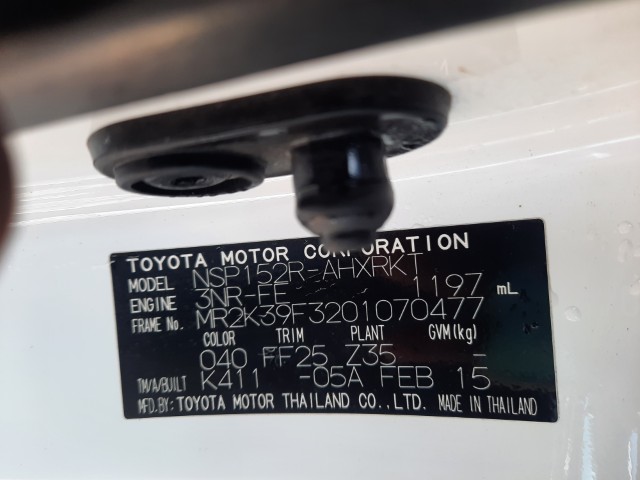 TOYOTA MOTOR CORPORATION
MODEL NSP152R-AHXRKT
ENGINE 3NR-FE 1197 mL
FRAME No. MR2K39F3201070477
COLOR TRIM PLANT GVM(kg)
040 FF25 Z35 -
TM/A/BUILT K411 -05A FEB 15
MFD.BY: TOYOTA MOTOR THAILAND CO., LTD. MADE IN THAILAND